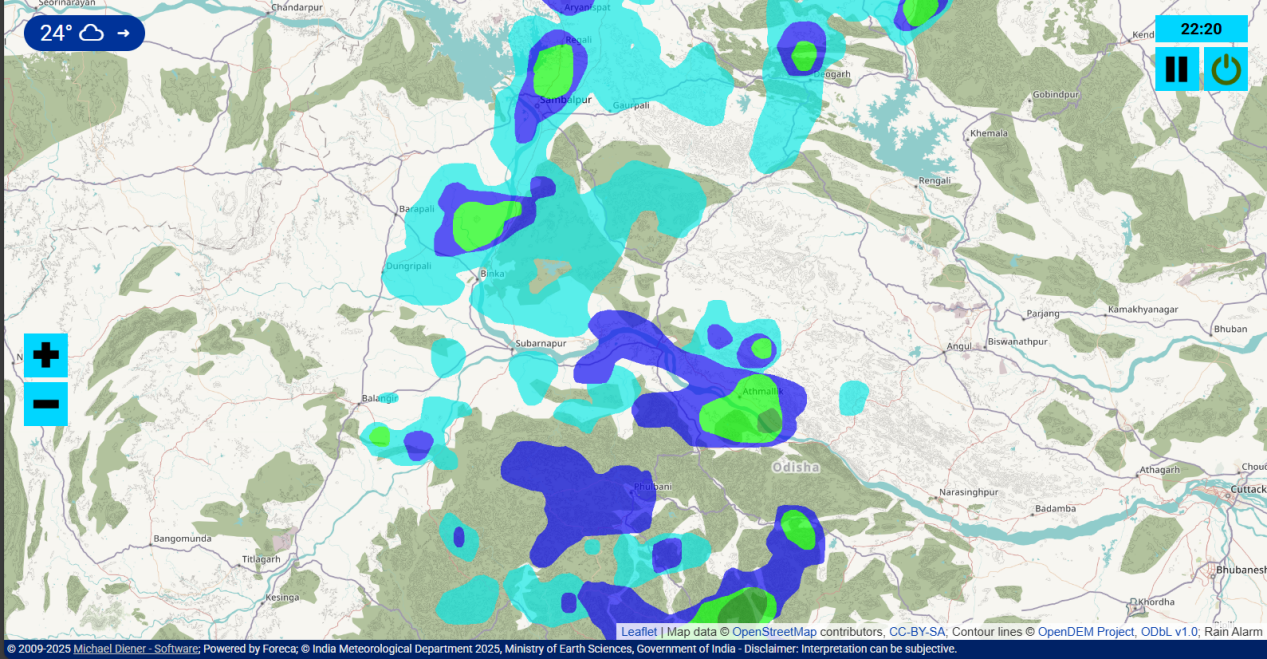 Seorinarayan
Chandarpur
Aryanispat
24°
22:20
Kend
Regali
Deogarh
Sambalpur
Gaurpali
Gobindpur
Khemala
Rengali
Barapali
Dungripali
Binka
Kamakhyanagar
Parjang
Bhuban
Subarnapur
Angul
Biswanathpur
N
Athmallik
Balangir
Odisha
Athagarh
Chouc
Phulbani
Narasinghpur
Cuttack
Badamba
Bangomunda
Titlagarh
Bhubanesh
Kesinga
Khordha
Leaflet | Map data © OpenStreetMap contributors, CC-BY-SA, Contour lines © OpenDEM Project, ODbL v1.0; Rain Alarm
© 2009-2025 Michael Diener - Software; Powered by Foreca; © India Meteorological Department 2025, Ministry of Earth Sciences, Government of India - Disclaimer: Interpretation can be subjective.